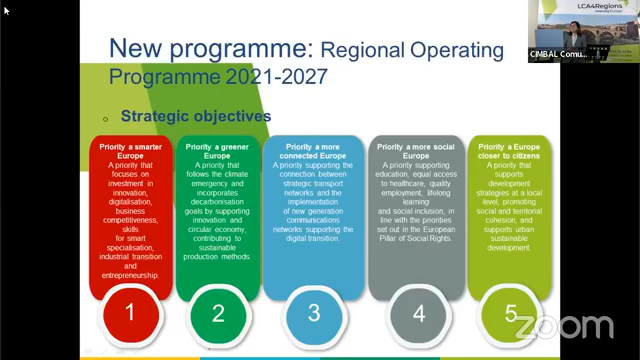 New programme: Regional Operating
Programme 2021-2027
Strategic objectives
Priority a smarter
Europe
A priority that
focuses on
investment in
innovation,
digitalisation,
business
competitiveness,
skills
for smart
specialisation,
industrial transition
and
entrepreneurship.
1
Priority a greener
Europe
A priority that
follows the climate
emergency and
incorporates
decarbonisation
goals by supporting
innovation and
circular economy,
contributing to
sustainable
production methods.
2
Priority a more
connected Europe
A priority supporting the
connection between
strategic transport
networks and the
implementation of
new generation
communications
networks supporting the
digital transition.
3
Priority a more social
Europe
A priority supporting
education, equal access
to healthcare, quality
employment, lifelong
learning
and social inclusion, in
line with the priorities
set out in the European
Pillar of Social Rights.
4
Priority a Europe
closer to citizens
A priority that
supports
development
strategies at a local
level, promoting
social and territorial
cohesion, and
supports urban
sustainable
development.
5
LCA4Regions
CIMBAL Comu...
zoom